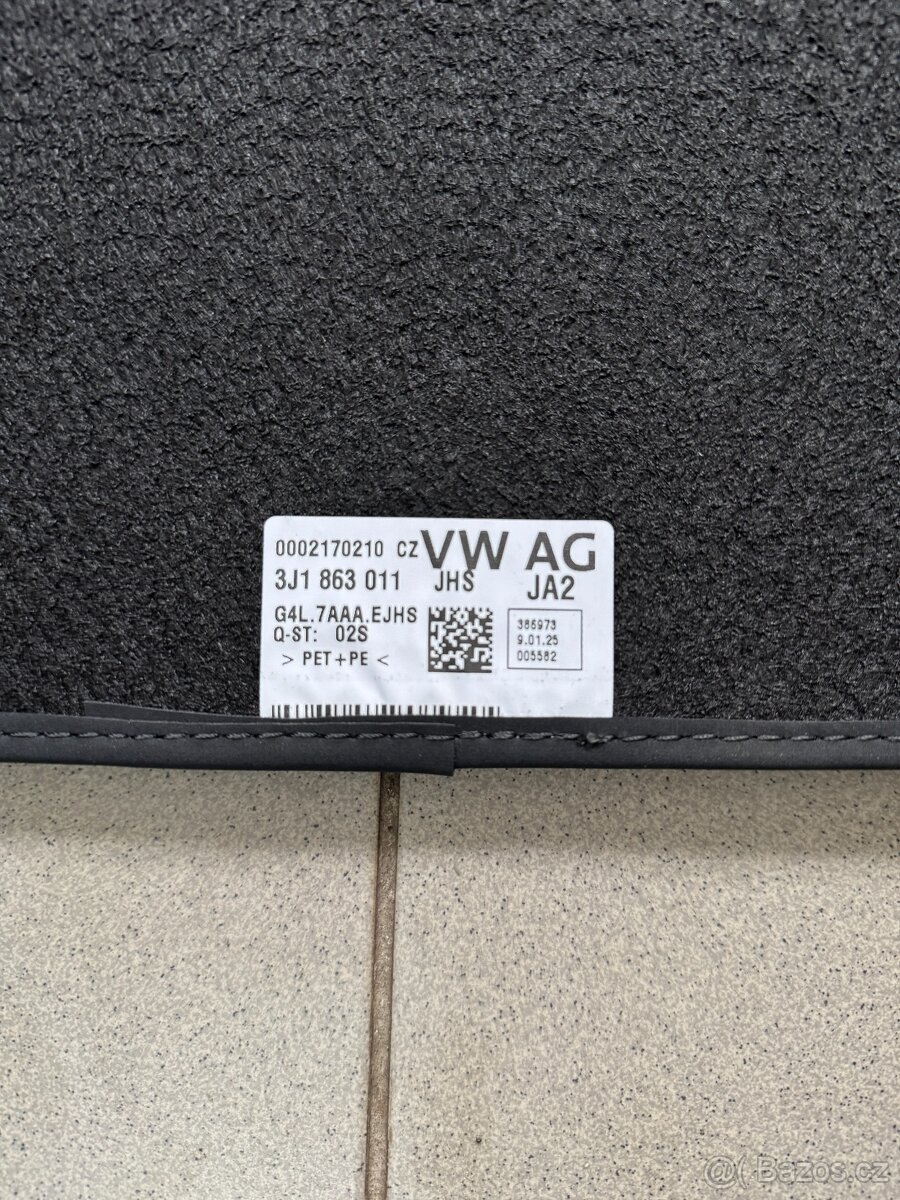 0002170210 CZ VW AG
3J1 863 011 JHS JA2
G4L.7AAA.EJHS
Q-ST: 02S
> PET+PE <
386973
9.01.25
005582
@( Bazos.cz